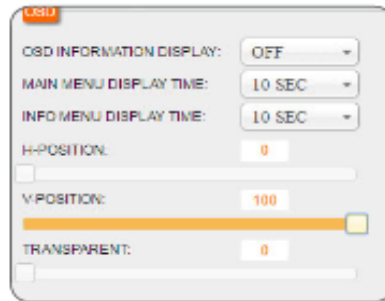 OSD
OSD INFORMATION DISPLAY: OFF
MAIN MENU DISPLAY TIME: 10 SEC
INFO MENU DISPLAY TIME: 10 SEC
H-POSITION: 0
V-POSITION: 100
TRANSPARENT: 0